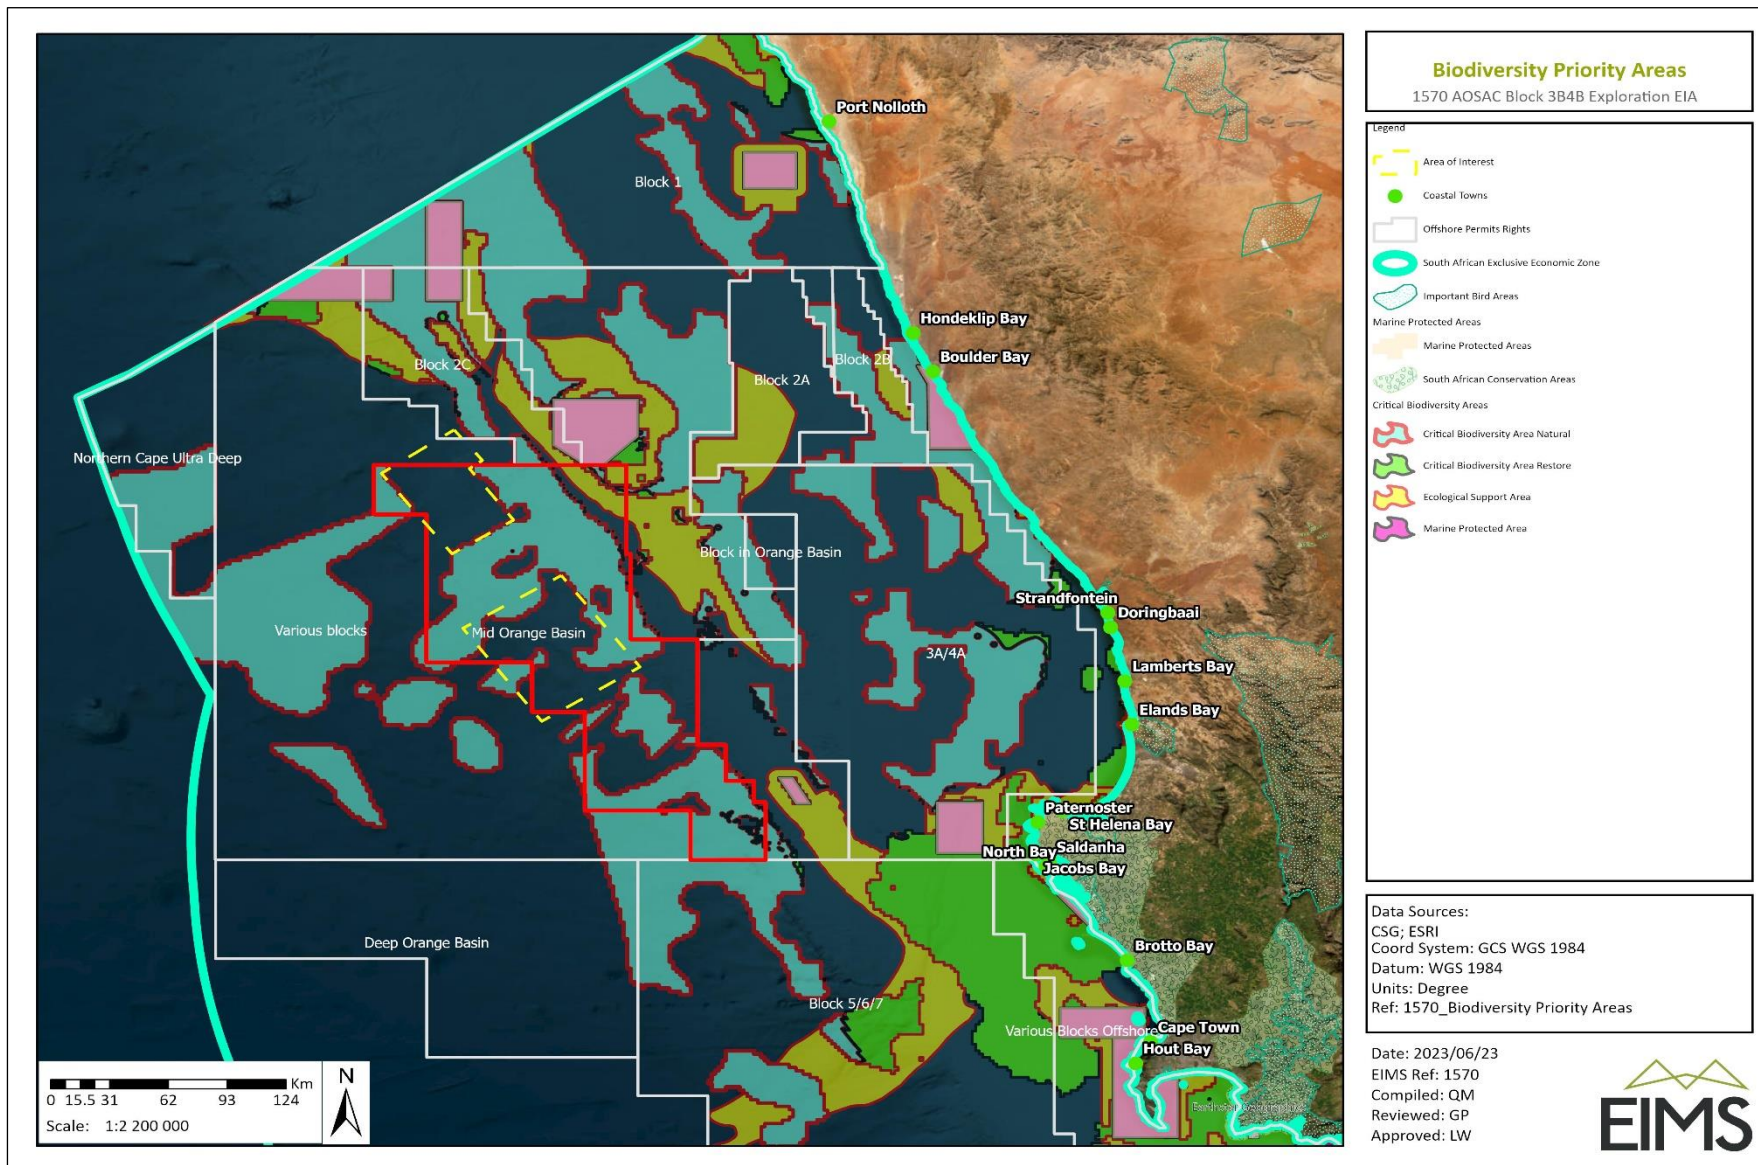 Biodiversity Priority Areas
1570 AOSAC Block 3B4B Exploration EIA
Legend
Area of Interest
Coastal Towns
Offshore Permits Rights
South African Exclusive Economic Zone
Important Bird Areas
Marine Protected Areas
Marine Protected Areas
South African Conservation Areas
Critical Biodiversity Areas
Critical Biodiversity Area Natural
Critical Biodiversity Area Restore
Ecological Support Area
Marine Protected Area
Data Sources:
CSG; ESRI
Coord System: GCS WGS 1984
Datum: WGS 1984
Units: Degree
Ref: 1570_Biodiversity Priority Areas
Date: 2023/06/23
EIMS Ref: 1570
Compiled: QM
Reviewed: GP
Approved: LW
EIMS
Port Nolloth
Block 1
Hondeklip Bay
Boulder Bay
Block 2B
Block 2C
Block 2A
Northern Cape Ultra Deep
Block in Orange Basin
Strandfontein
Doringbaai
Various blocks
Mid Orange Basin
3A/4A
Lamberts Bay
Elands Bay
Paternoster
St Helena Bay
North Bay
Saldanha
Jacobs Bay
Deep Orange Basin
Brotto Bay
Block 5/6/7
Various Blocks Offshore
Cape Town
Hout Bay
Earthstar Geographics
Km
0 15.5 31 62 93 124
Scale: 1:2 200 000
N